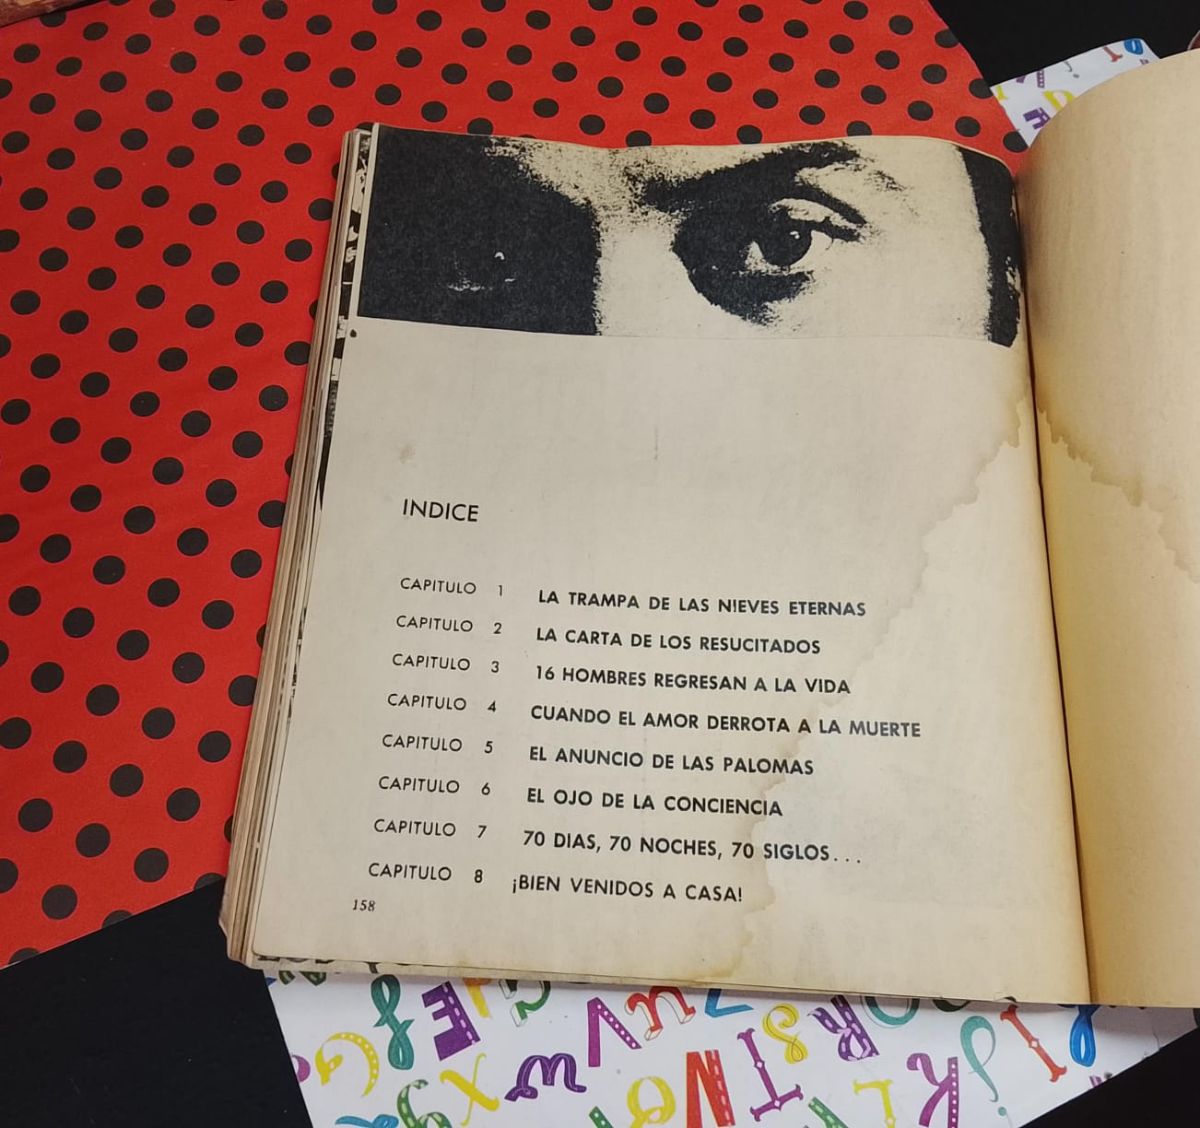 INDICE
CAPITULO 1 LA TRAMPA DE LAS NIEVES ETERNAS
CAPITULO 2 LA CARTA DE LOS RESUCITADOS
CAPITULO 3 16 HOMBRES REGRESAN A LA VIDA
CAPITULO 4 CUANDO EL AMOR DERROTA A LA MUERTE
CAPITULO 5 EL ANUNCIO DE LAS PALOMAS
CAPITULO 6 EL OJO DE LA CONCIENCIA
CAPITULO 7 70 DIAS, 70 NOCHES, 70 SIGLOS...
CAPITULO 8 ¡BIEN VENIDOS A CASA!
158